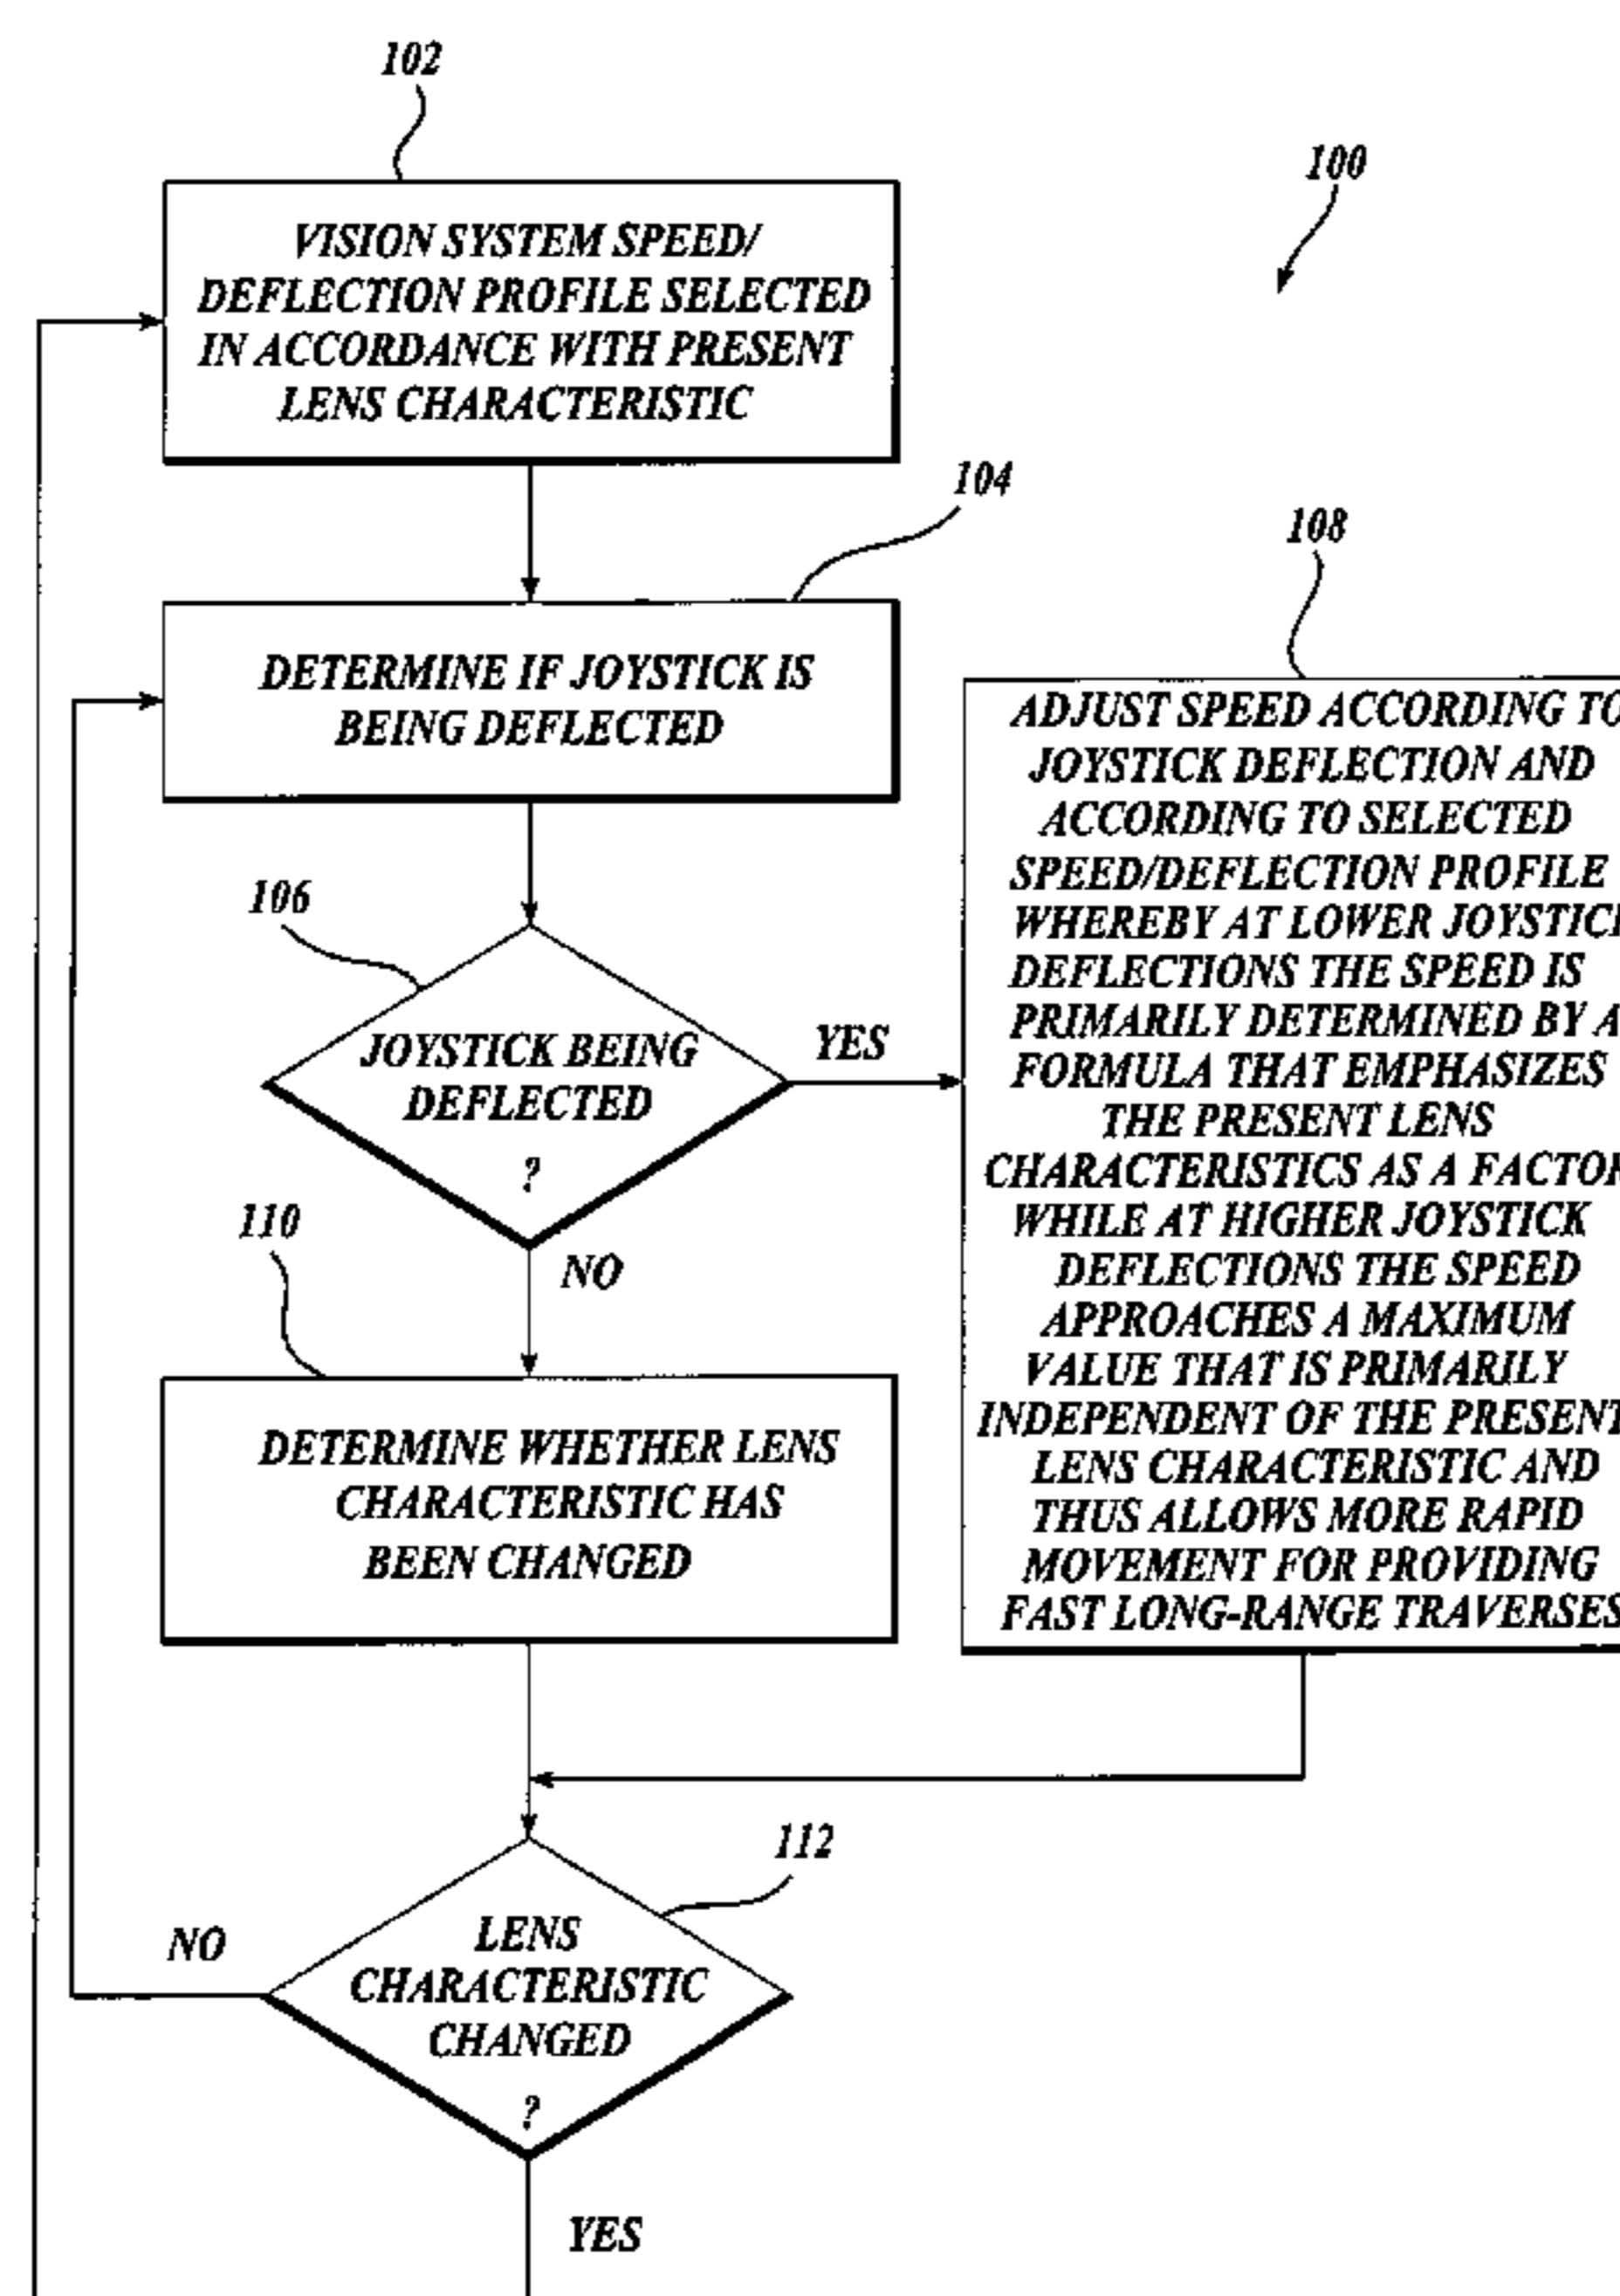 102
100
VISION SYSTEM SPEED/
DEFLECTION PROFILE SELECTED
IN ACCORDANCE WITH PRESENT
LENS CHARACTERISTIC
104
DETERMINE IF JOYSTICK IS
BEING DEFLECTED
106
JOYSTICK BEING
DEFLECTED
?
YES
NO
108
ADJUST SPEED ACCORDING TO
JOYSTICK DEFLECTION AND
ACCORDING TO SELECTED
SPEED/DEFLECTION PROFILE
WHEREBY AT LOWER JOYSTICK
DEFLECTIONS THE SPEED IS
PRIMARILY DETERMINED BY A
FORMULA THAT EMPHASIZES
THE PRESENT LENS
CHARACTERISTICS AS A FACTOR
WHILE AT HIGHER JOYSTICK
DEFLECTIONS THE SPEED
APPROACHES A MAXIMUM
VALUE THAT IS PRIMARILY
INDEPENDENT OF THE PRESENT
LENS CHARACTERISTIC AND
THUS ALLOWS MORE RAPID
MOVEMENT FOR PROVIDING
FAST LONG-RANGE TRAVERSES
110
DETERMINE WHETHER LENS
CHARACTERISTIC HAS
BEEN CHANGED
112
LENS
CHARACTERISTIC
CHANGED
?
NO
YES